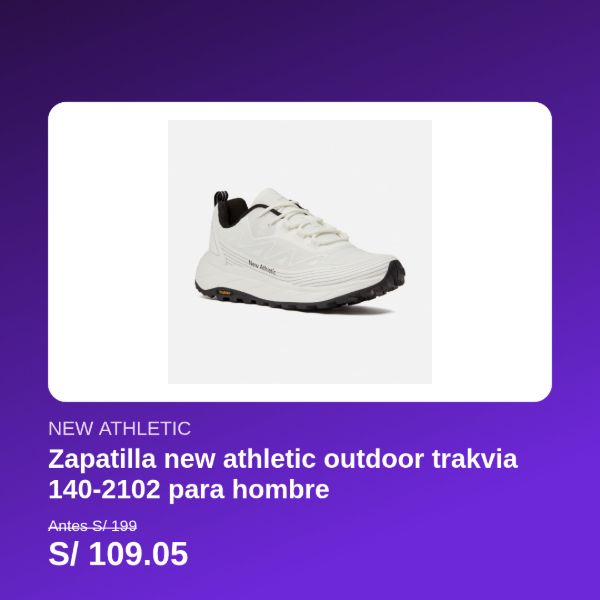 New Athletic
NEW ATHLETIC
Zapatilla new athletic outdoor trakvia
140-2102 para hombre
Antes S/ 199
S/ 109.05